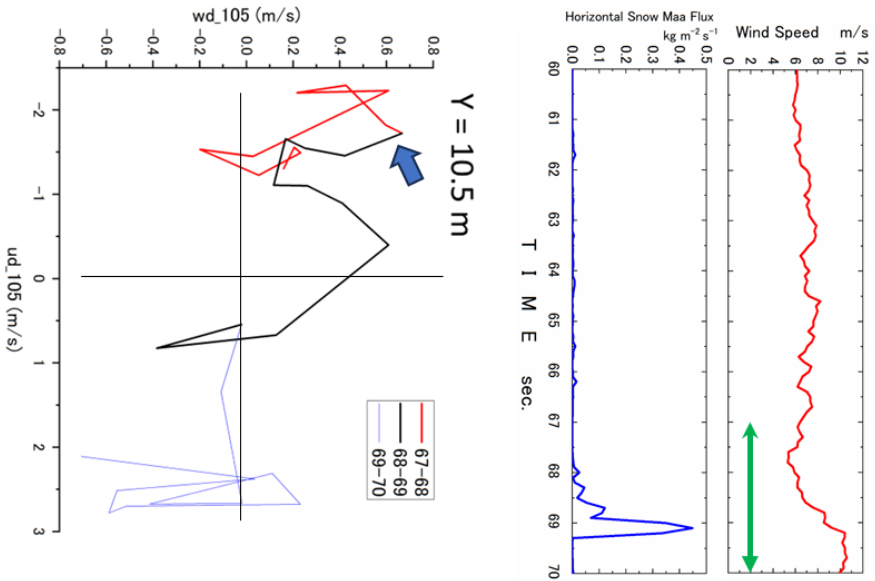 wd_105 (m/s)
-0.8 -0.6 -0.4 -0.2 0.0 0.2 0.4 0.6 0.8
-2
-1
0
1
2
3
ud_105 (m/s)
Y = 10.5 m
67-68
68-69
69-70
Horizontal Snow Maa Flux
kg m-2 s-1
0.0 0.1 0.2 0.3 0.4 0.5
Wind Speed m/s
0 2 4 6 8 10 12
60
61
62
63
64
65
66
67
68
69
70
T I M E sec.